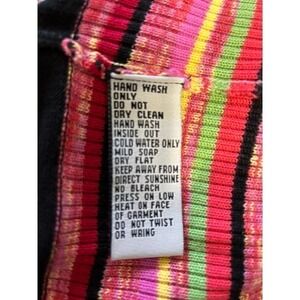 HAND WASH
ONLY
DO NOT
DRY CLEAN
HAND WASH
INSIDE OUT
COLD WATER ONLY
MILD SOAP
DRY FLAT
KEEP AWAY FROM
DIRECT SUNSHINE
NO BLEACH
PRESS ON LOW
HEAT ON FACE
OF GARMENT
DO NOT TWIST
OR WRING